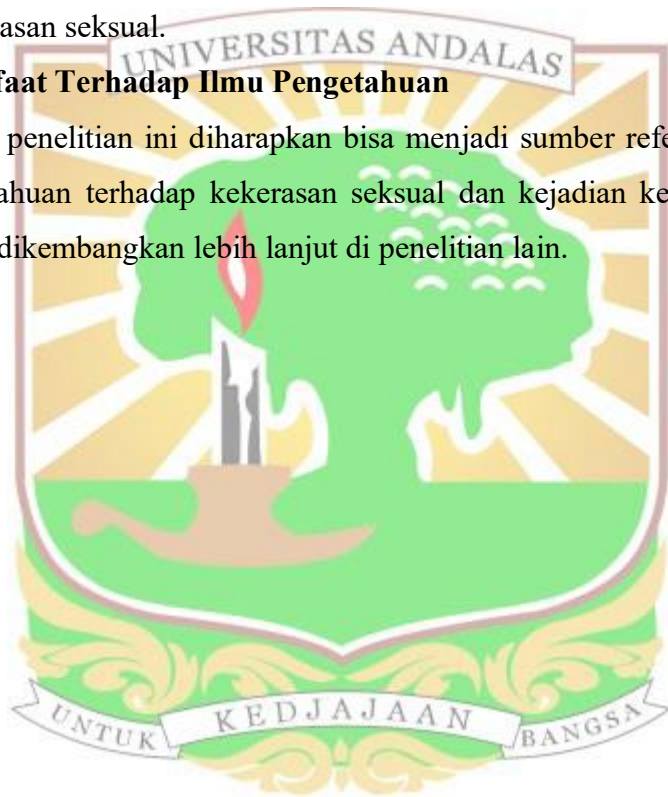 asan seksual.
UNIVERSITAS ANDALAS
faat Terhadap Ilmu Pengetahuan
penelitian ini diharapkan bisa menjadi sumber refe
ahuan terhadap kekerasan seksual dan kejadian ke
dikembangkan lebih lanjut di penelitian lain.
UNTUK KEDJAJAAN BANGSA